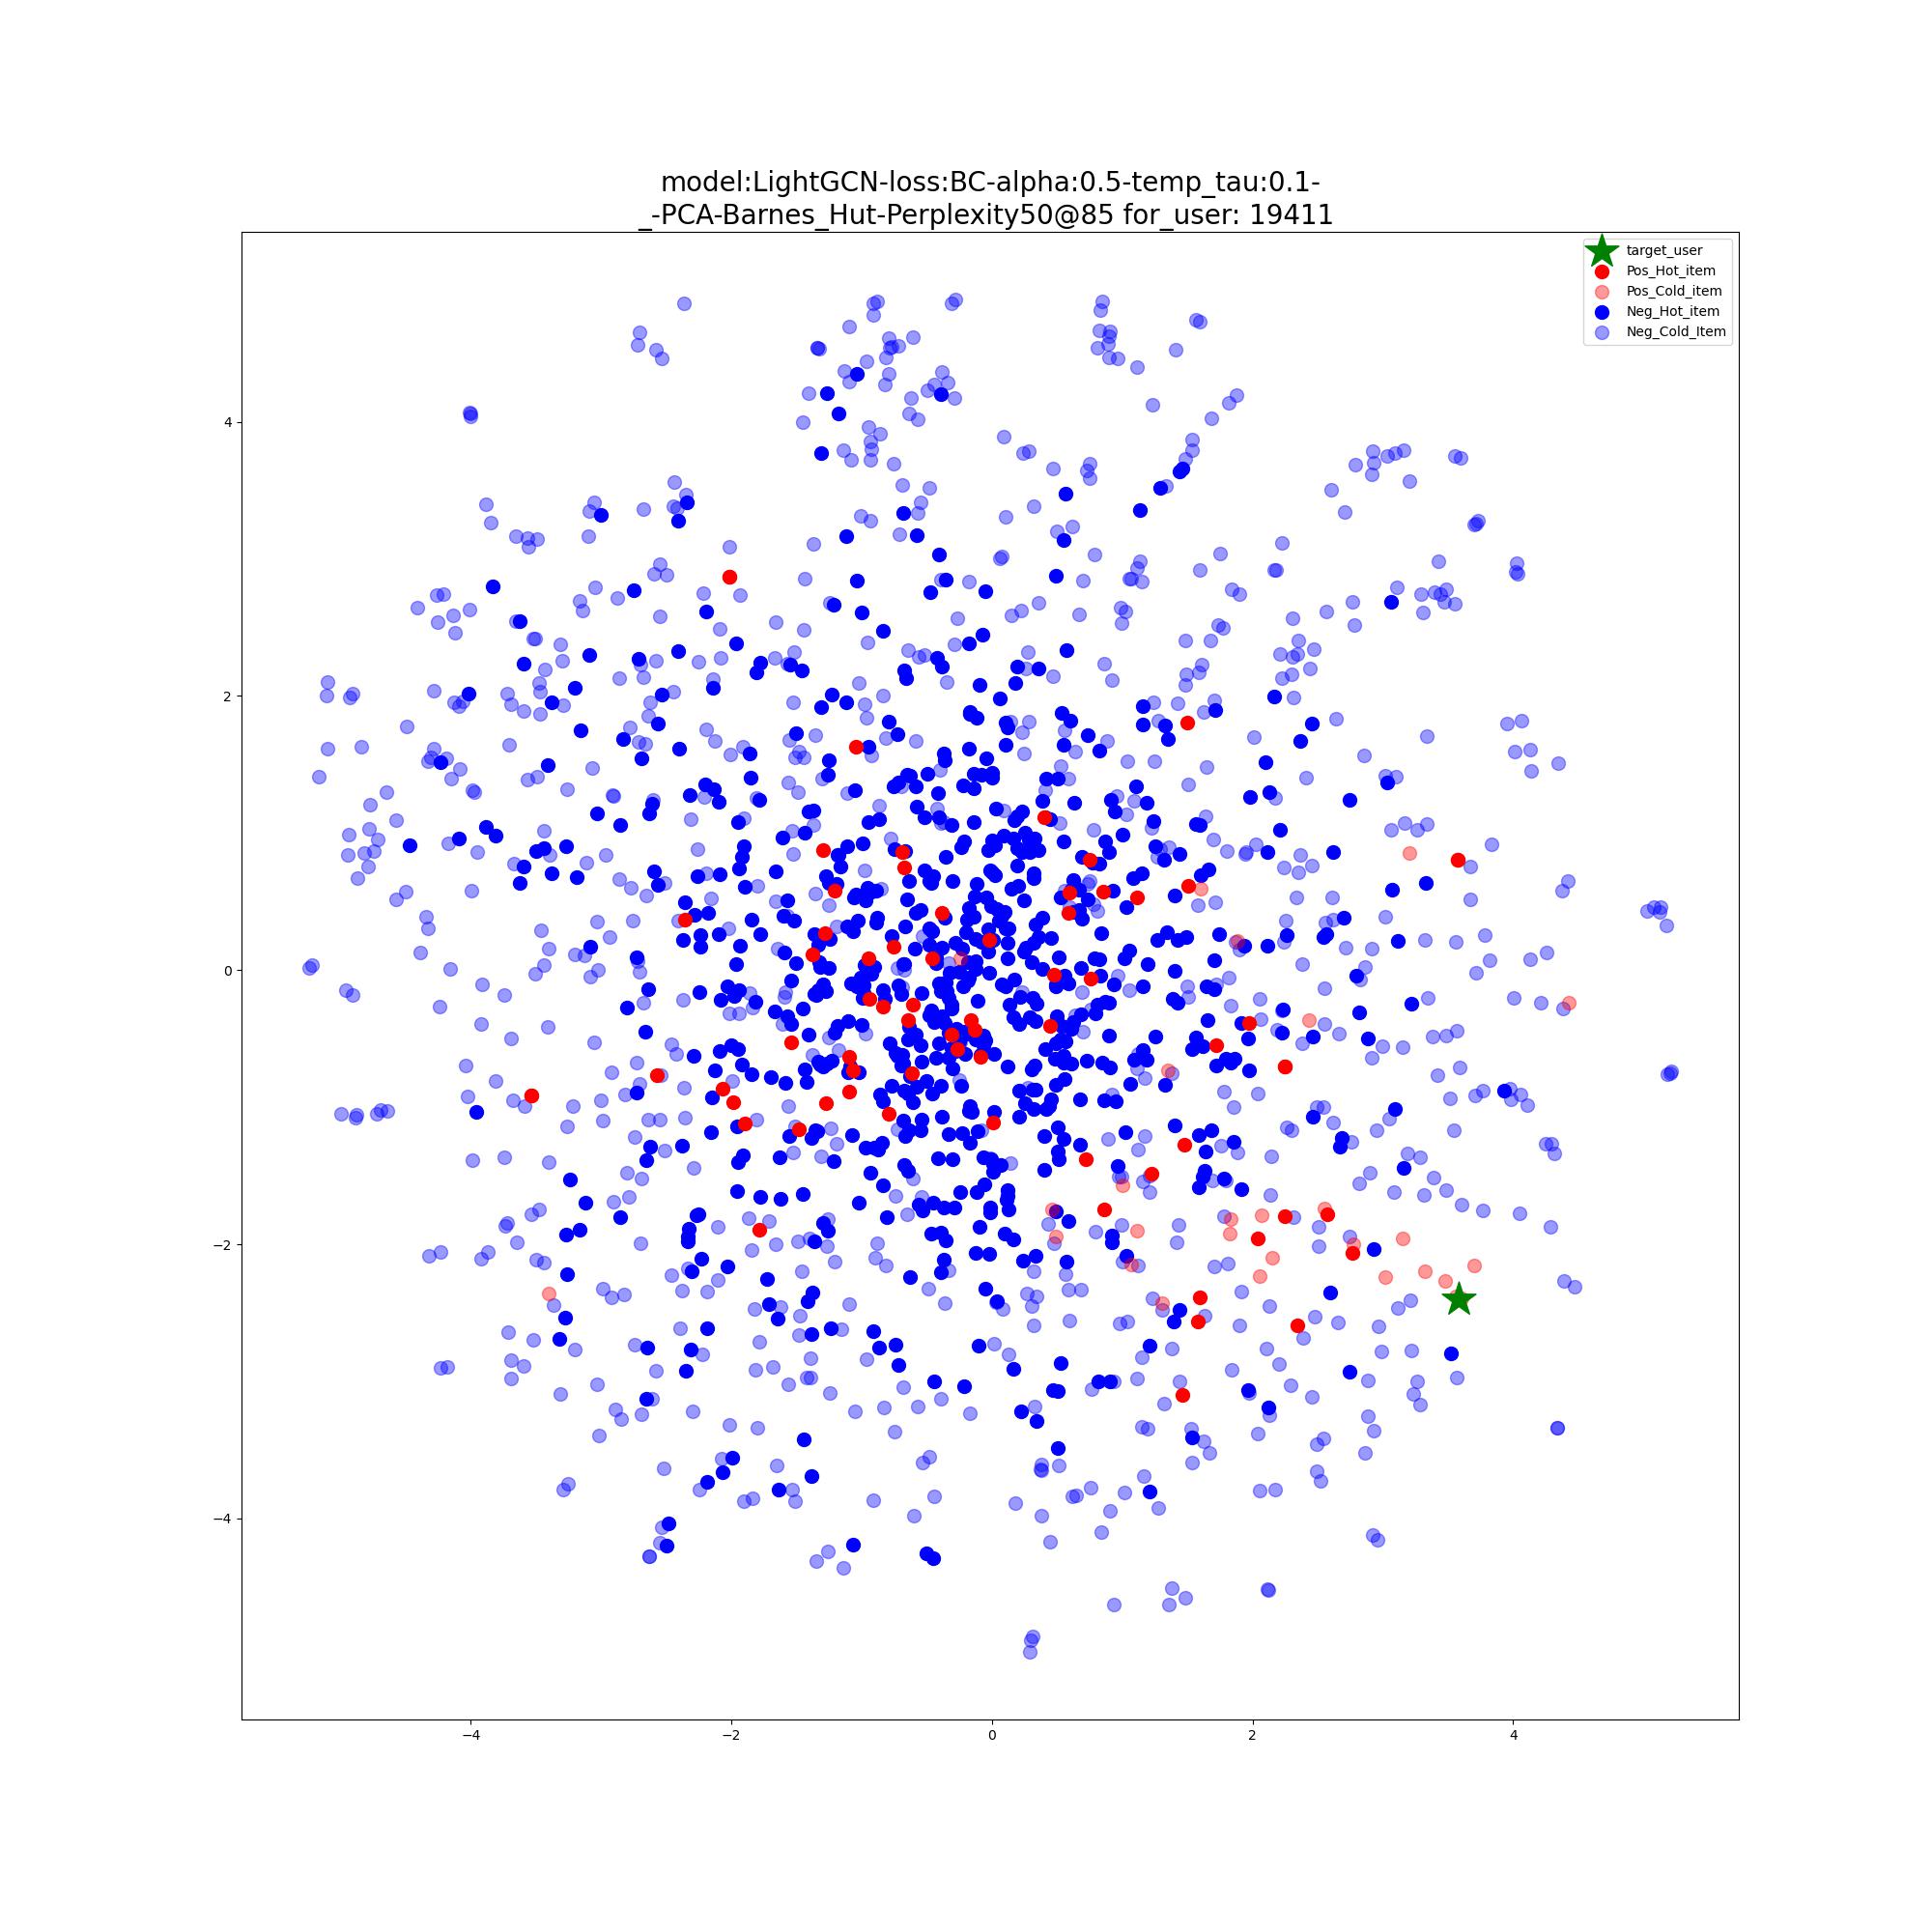 model:LightGCN-loss:BC-alpha:0.5-temp_tau:0.1-
_-PCA-Barnes_Hut-Perplexity50@85 for_user: 19411
target_user
Pos_Hot_item
Pos_Cold_item
Neg_Hot_item
Neg_Cold_Item
4
2
0
−2
−4
−4
−2
0
2
4